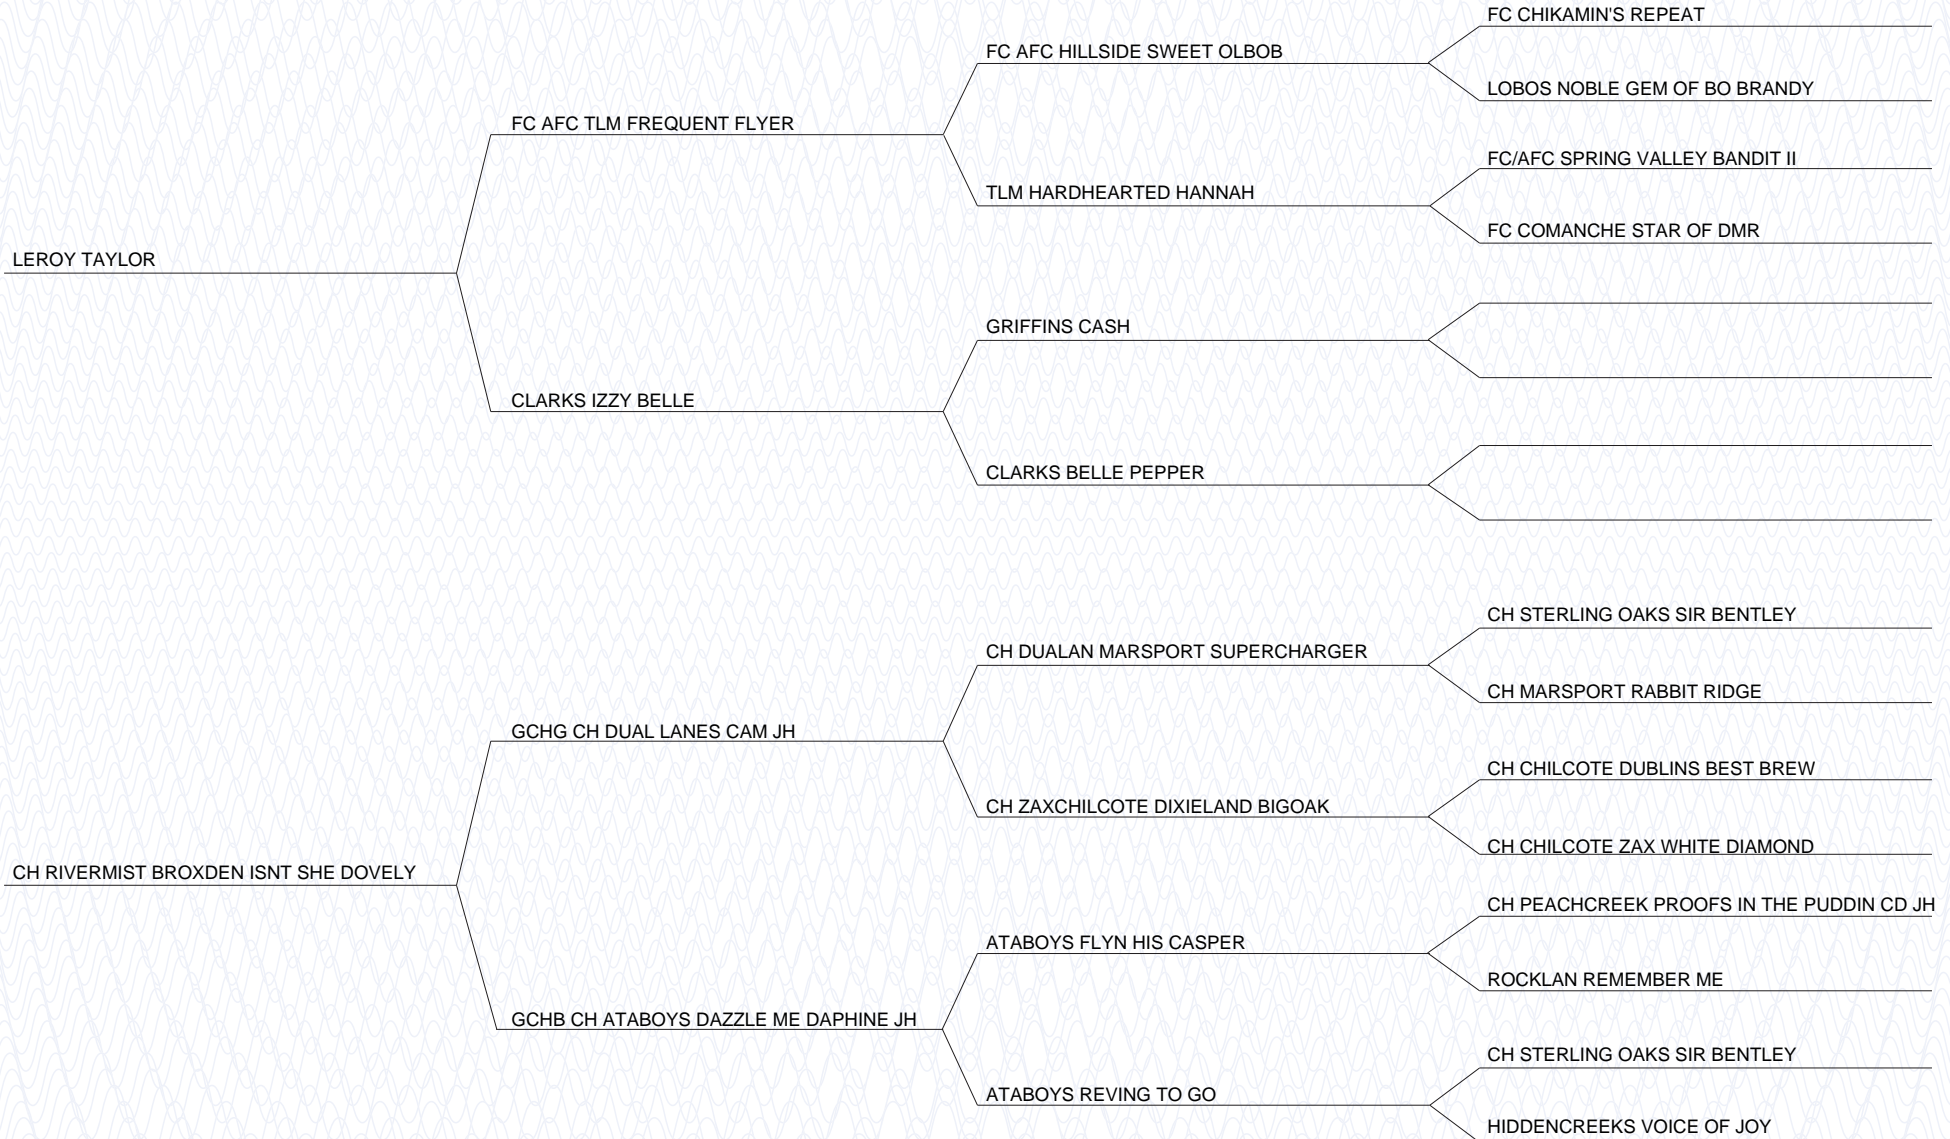 FC CHIKAMIN'S REPEAT
FC AFC HILLSIDE SWEET OLBOB
LOBOS NOBLE GEM OF BO BRANDY
FC AFC TLM FREQUENT FLYER
FC/AFC SPRING VALLEY BANDIT II
TLM HARDHEARTED HANNAH
FC COMANCHE STAR OF DMR
LEROY TAYLOR
GRIFFINS CASH
CLARKS IZZY BELLE
CLARKS BELLE PEPPER
CH STERLING OAKS SIR BENTLEY
CH DUALAN MARSPORT SUPERCHARGER
CH MARSPORT RABBIT RIDGE
GCHG CH DUAL LANES CAM JH
CH CHILCOTE DUBLINS BEST BREW
CH ZAXCHILCOTE DIXIELAND BIGOAK
CH CHILCOTE ZAX WHITE DIAMOND
CH RIVERMIST BROXDEN ISNT SHE DOVELY
CH PEACHCREEK PROOFS IN THE PUDDIN CD JH
ATABOYS FLYN HIS CASPER
ROCKLAN REMEMBER ME
GCHB CH ATABOYS DAZZLE ME DAPHINE JH
CH STERLING OAKS SIR BENTLEY
ATABOYS REVING TO GO
HIDDENCREEKS VOICE OF JOY